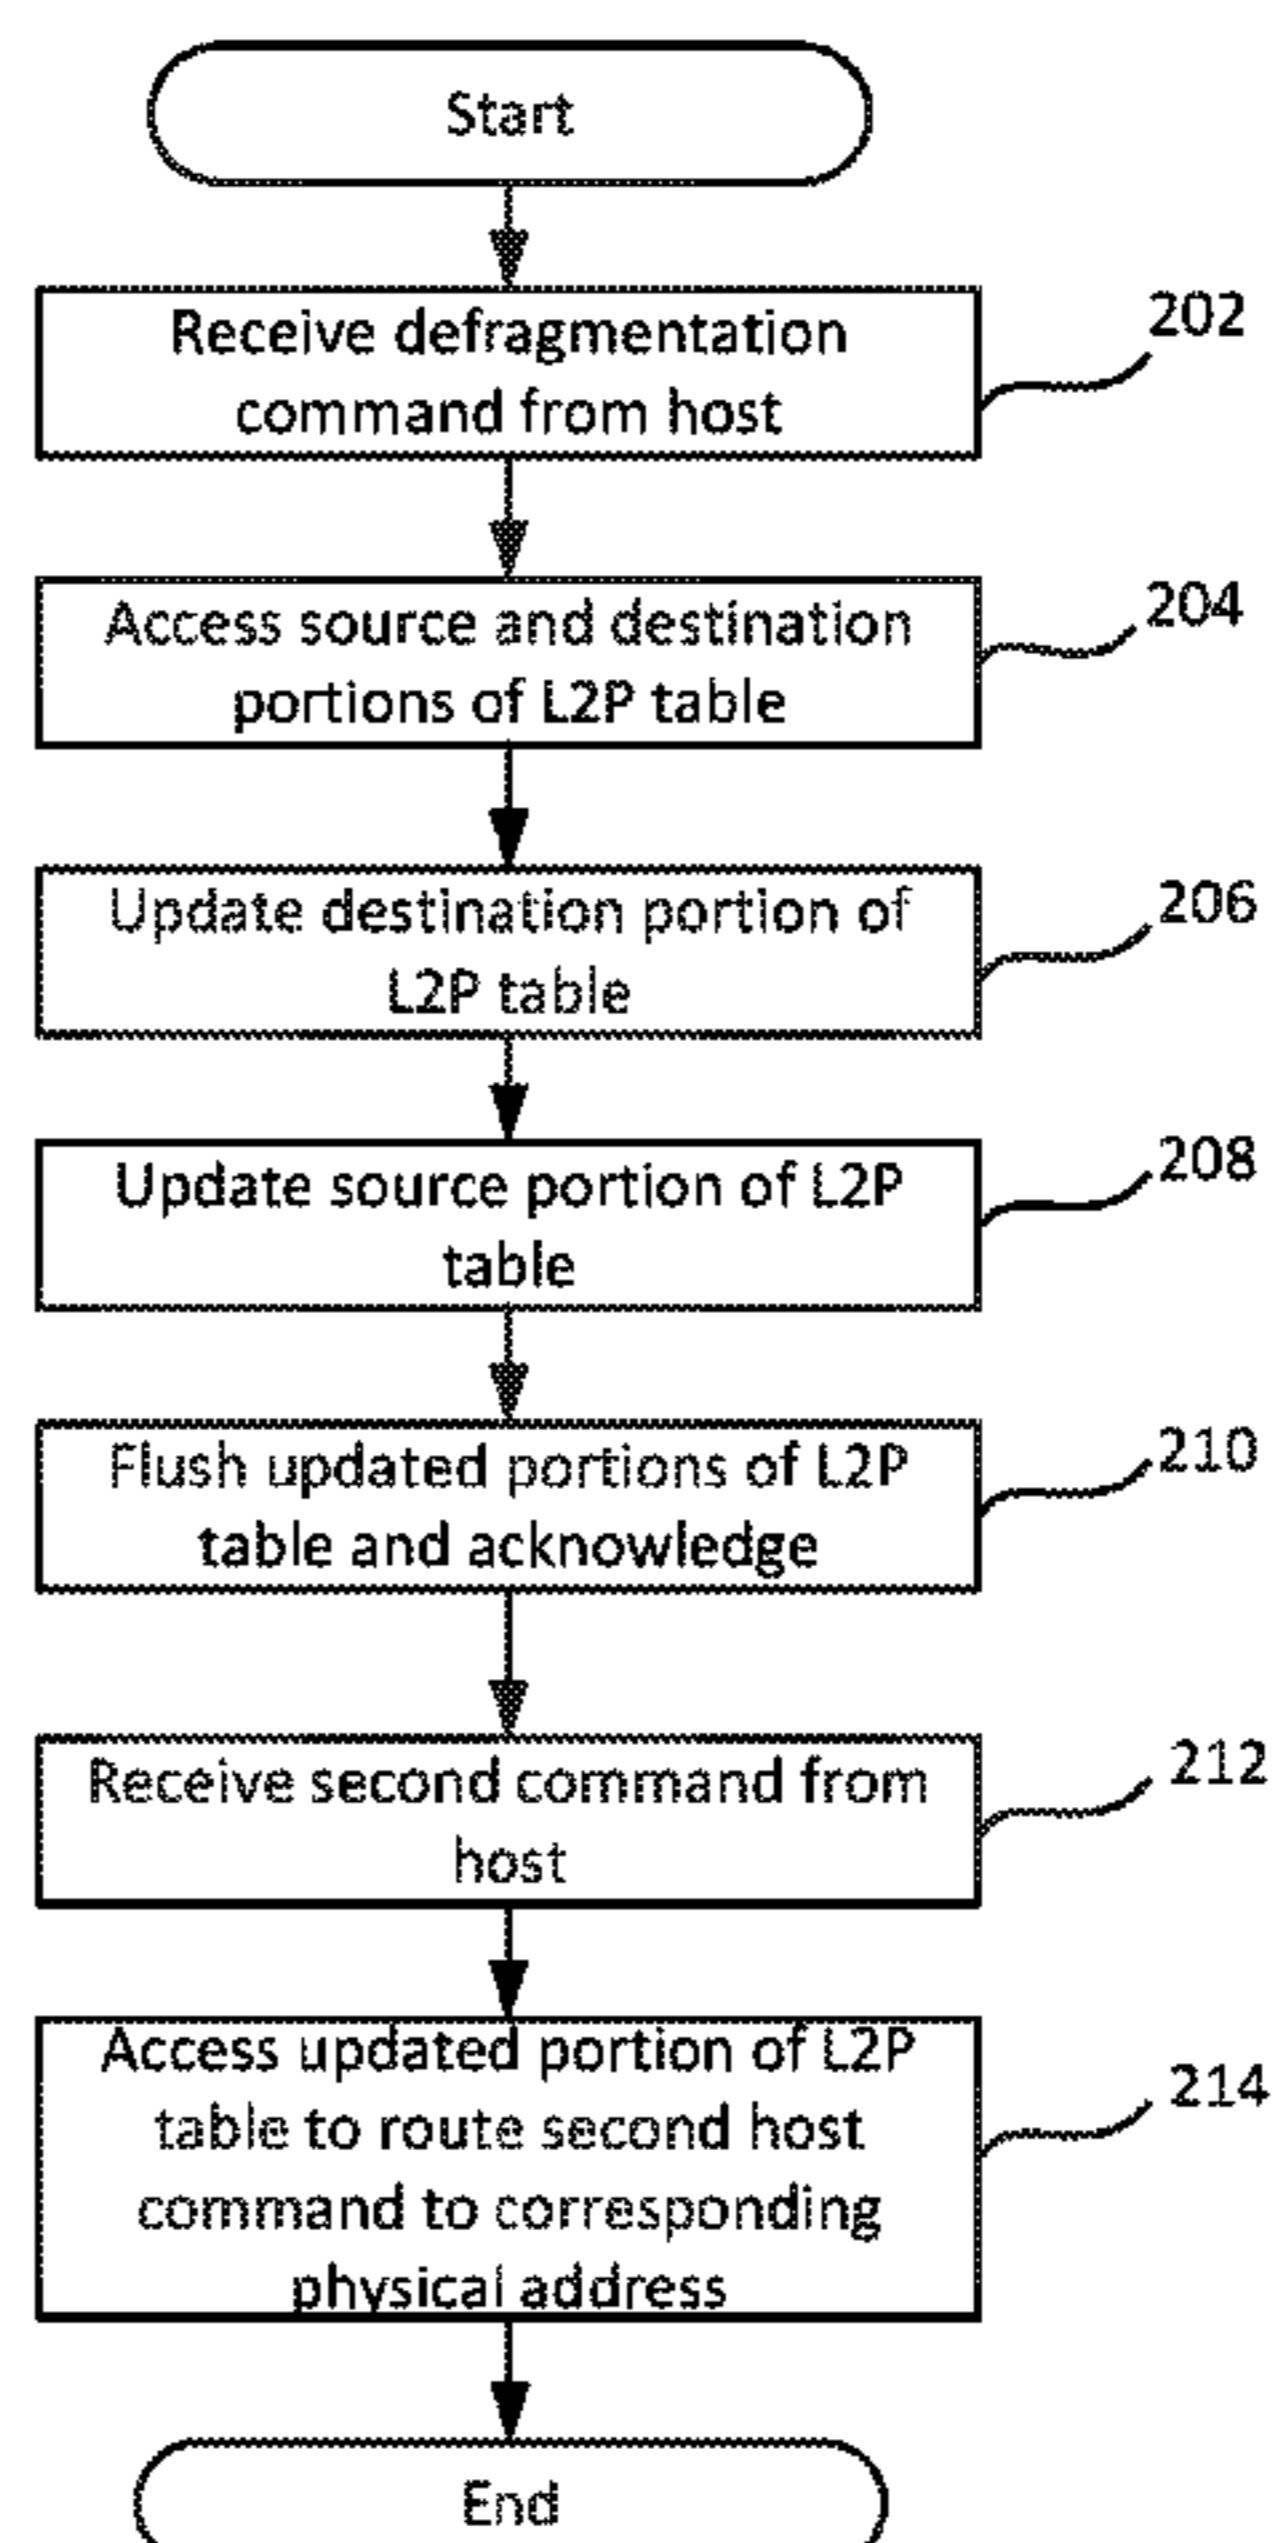 Start
Receive defragmentation
command from host
202
Access source and destination
portions of L2P table
204
Update destination portion of
L2P table
206
Update source portion of L2P
table
208
Flush updated portions of L2P
table and acknowledge
210
Receive second command from
host
212
Access updated portion of L2P
table to route second host
command to corresponding
physical address
214
End